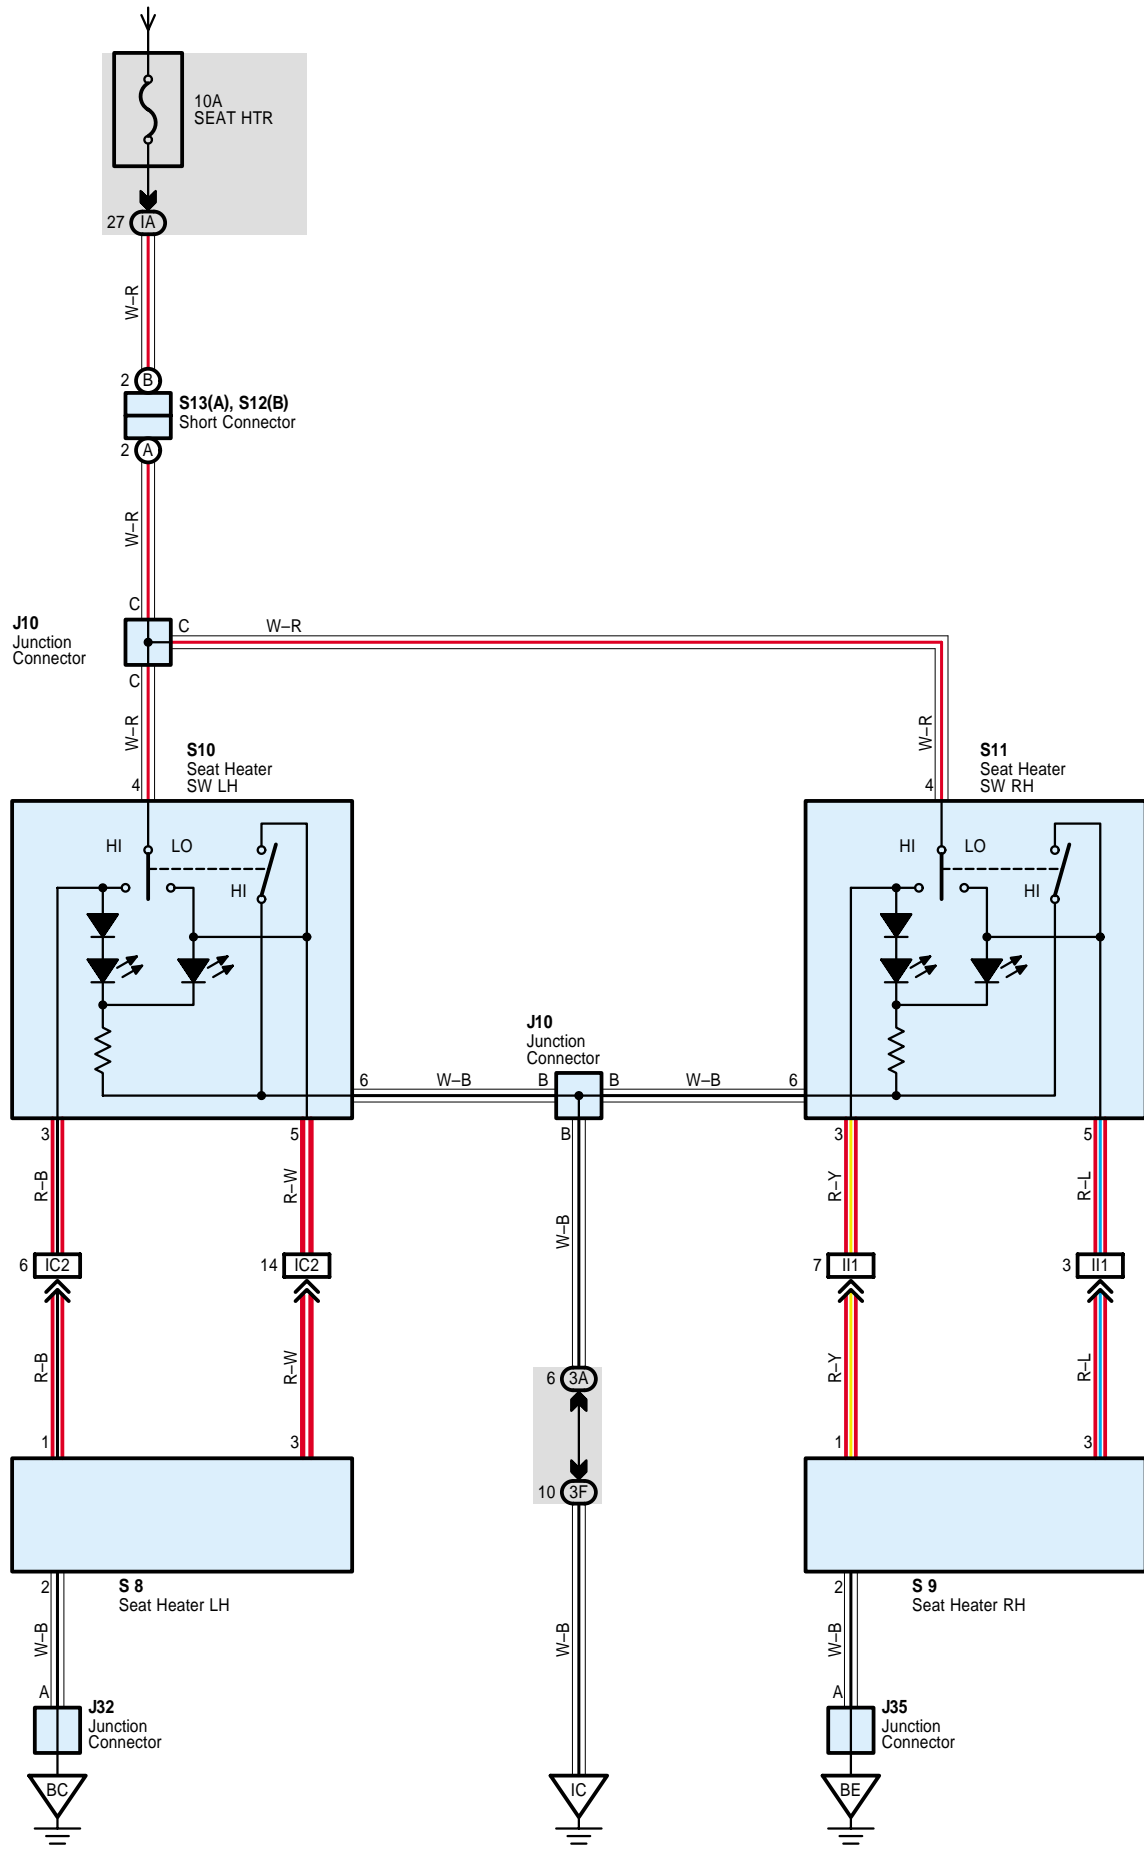 10A
SEAT HTR
27 IA
W–R
2 B
S13(A), S12(B)
Short Connector
2 A
W–R
C
J10
Junction
Connector
C W–R
C
W–R
W–R
S10
Seat Heater
SW LH
4
S11
Seat Heater
SW RH
4
HI LO
HI
HI LO
HI
J10
Junction
Connector
6 W–B B
B W–B 6
B
3 5
3 5
R–B R–W
W–B
R–Y R–L
6 IC2
14 IC2
7 II1
3 II1
R–B R–W
R–Y R–L
6 3A
1 3
1 3
10 3F
2
S 8
Seat Heater LH
2
S 9
Seat Heater RH
W–B
W–B
W–B
A
J32
Junction
Connector
A
J35
Junction
Connector
BC
IC
BE